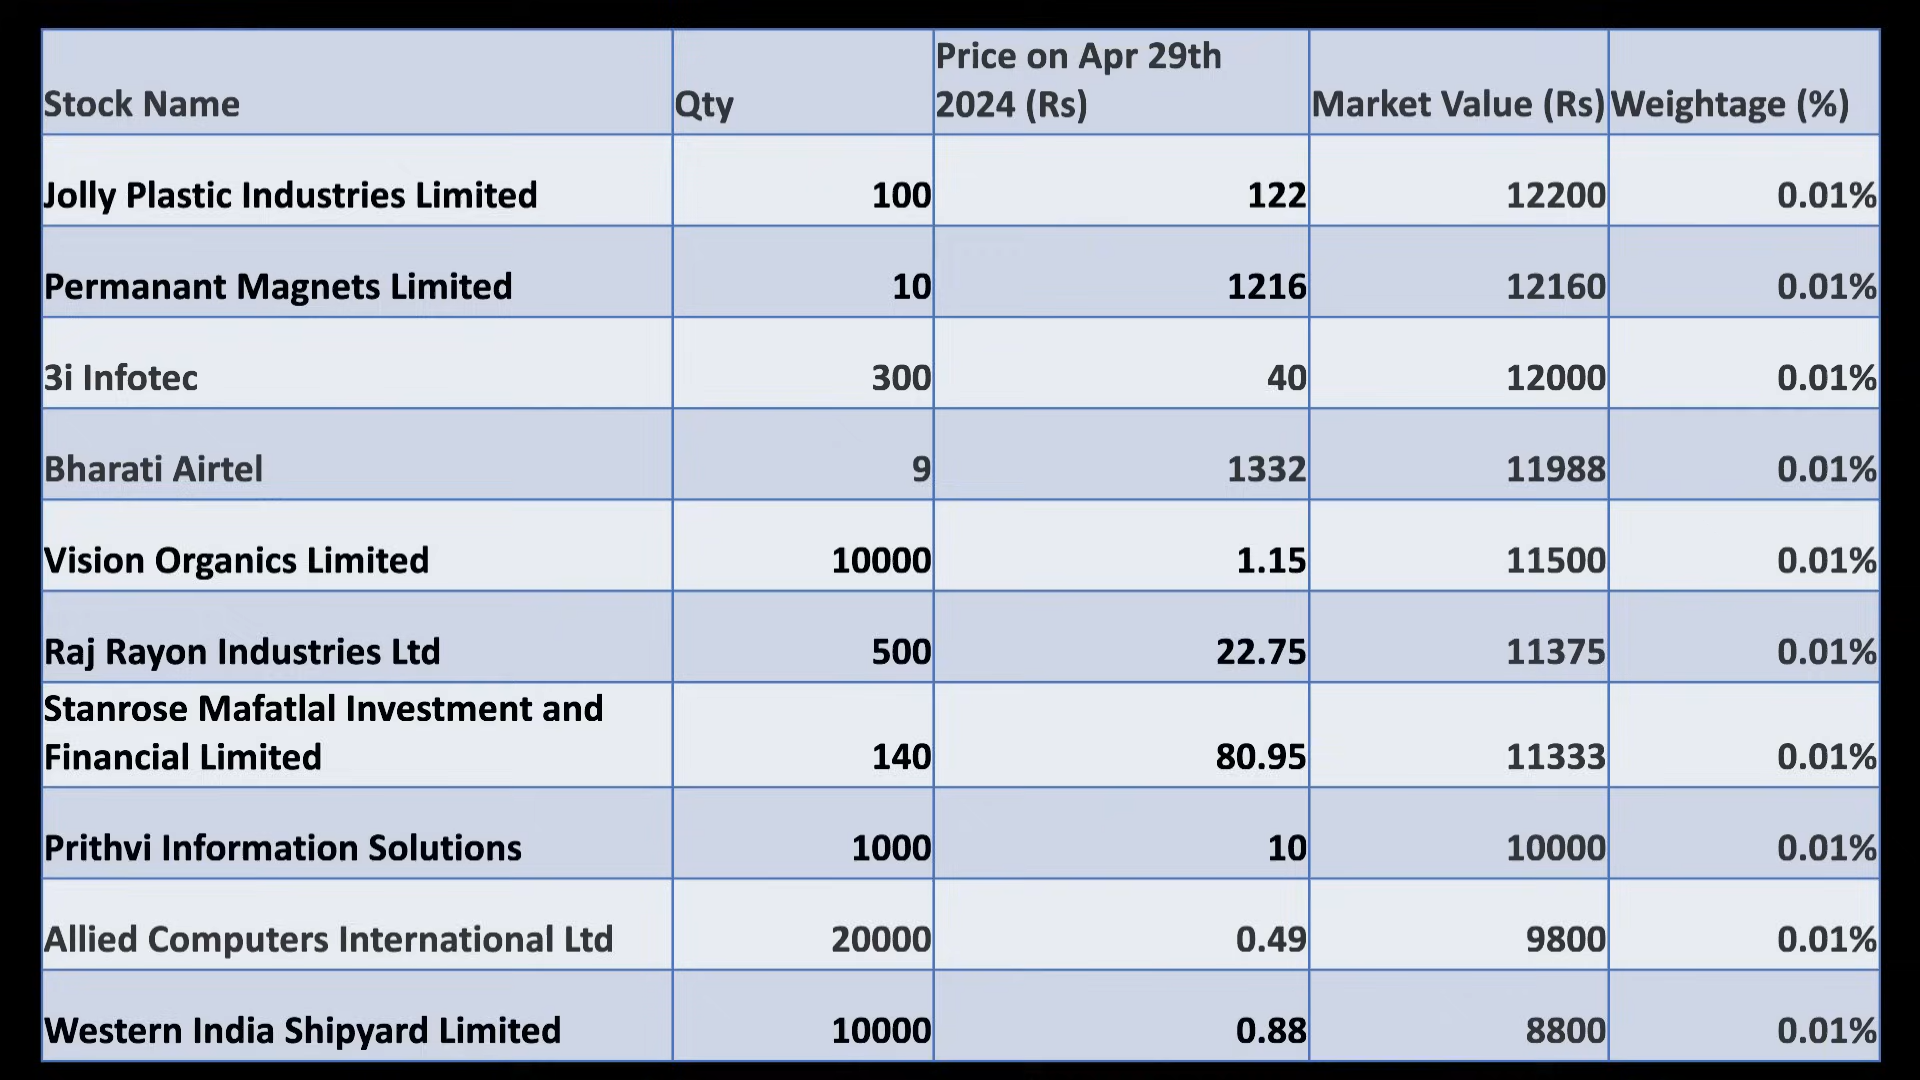 Stock Name Qty Price on Apr 29th 2024 (Rs) Market Value (Rs) Weightage (%)
Jolly Plastic Industries Limited 100 122 12200 0.01%
Permanant Magnets Limited 10 1216 12160 0.01%
3i Infotec 300 40 12000 0.01%
Bharati Airtel 9 1332 11988 0.01%
Vision Organics Limited 10000 1.15 11500 0.01%
Raj Rayon Industries Ltd 500 22.75 11375 0.01%
Stanrose Mafatlal Investment and
Financial Limited 140 80.95 11333 0.01%
Prithvi Information Solutions 1000 10 10000 0.01%
Allied Computers International Ltd 20000 0.49 9800 0.01%
Western India Shipyard Limited 10000 0.88 8800 0.01%